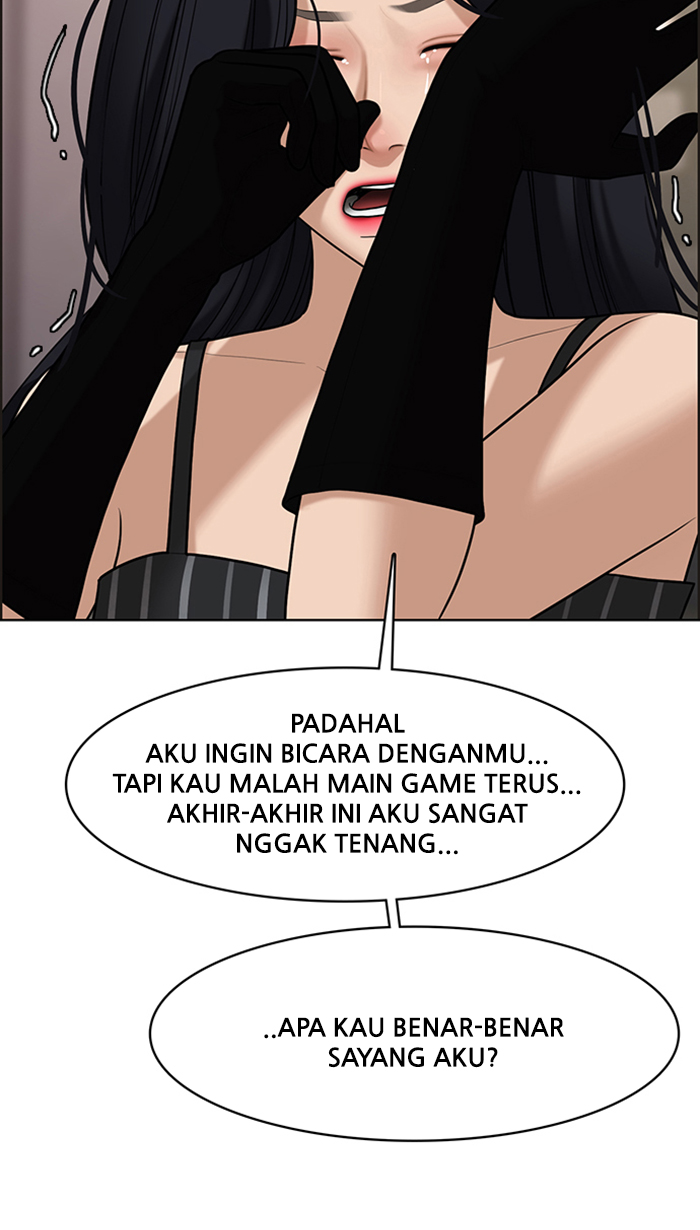 PADAHAL
AKU INGIN BICARA DENGANMU...
TAPI KAU MALAH MAIN GAME TERUS...
AKHIR-AKHIR INI AKU SANGAT
NGGAK TENANG...
..APA KAU BENAR-BENAR
SAYANG AKU?